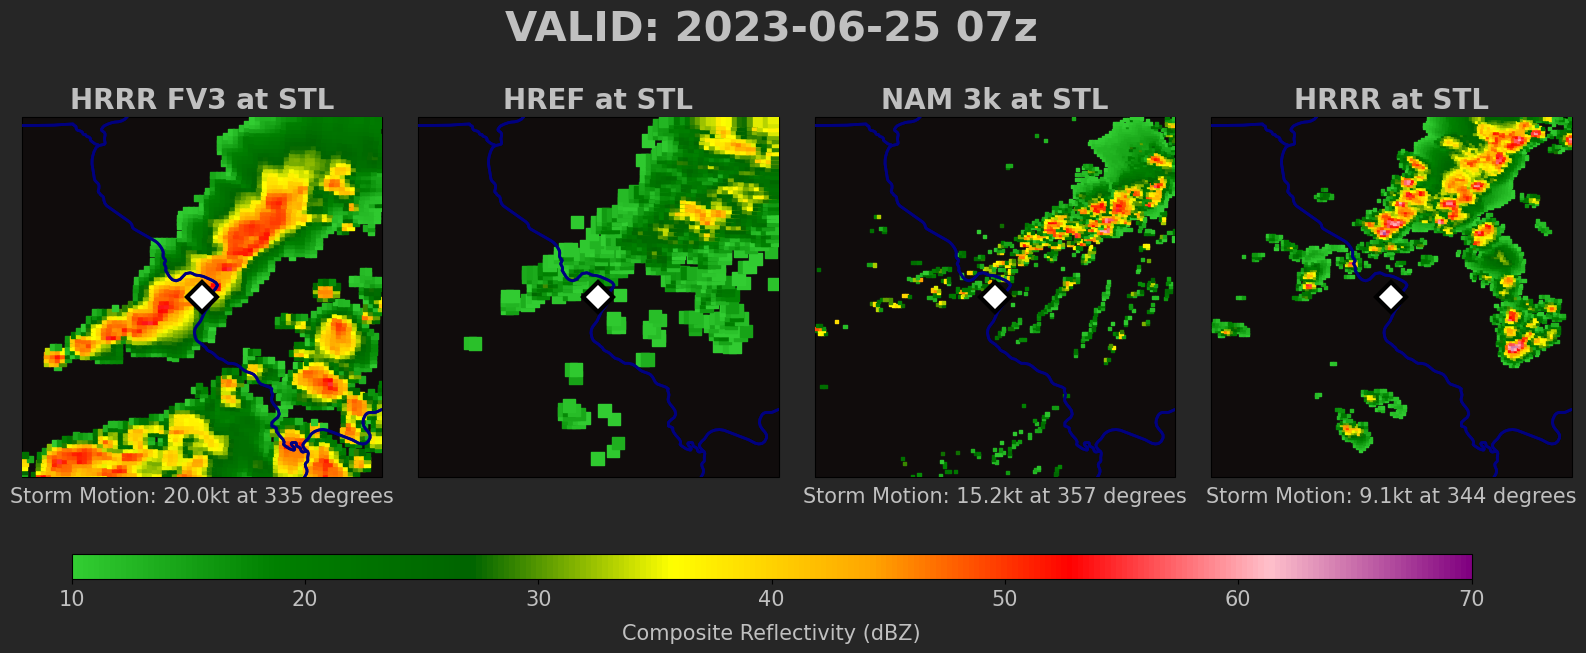 VALID: 2023-06-25 07z
HRRR FV3 at STL
HREF at STL
NAM 3k at STL
HRRR at STL
Storm Motion: 20.0kt at 335 degrees
Storm Motion: 15.2kt at 357 degrees
Storm Motion: 9.1kt at 344 degrees
10 20 30 40 50 60 70
Composite Reflectivity (dBZ)